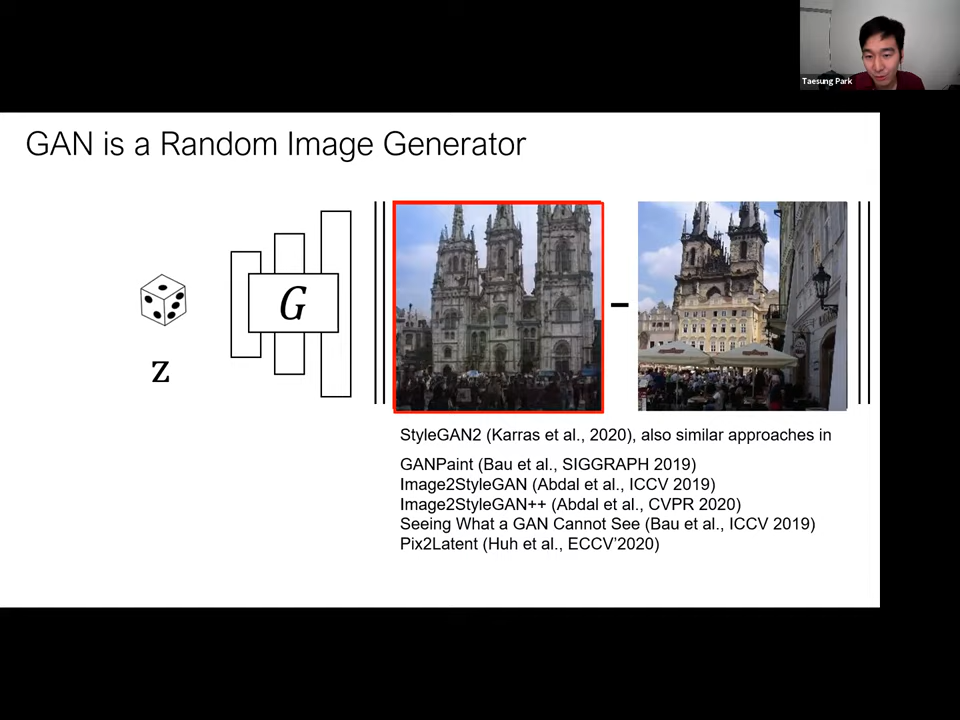 Taesung Park
GAN is a Random Image Generator
G
z
StyleGAN2 (Karras et al., 2020), also similar approaches in
GANPaint (Bau et al., SIGGRAPH 2019)
Image2StyleGAN (Abdal et al., ICCV 2019)
Image2StyleGAN++ (Abdal et al., CVPR 2020)
Seeing What a GAN Cannot See (Bau et al., ICCV 2019)
Pix2Latent (Huh et al., ECCV'2020)